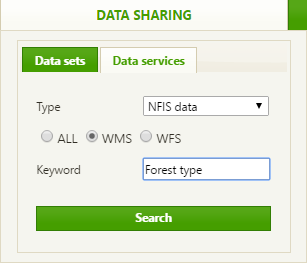 DATA SHARING
Data sets Data services
Type NFIS data
ALL WMS WFS
Keyword Forest type
Search